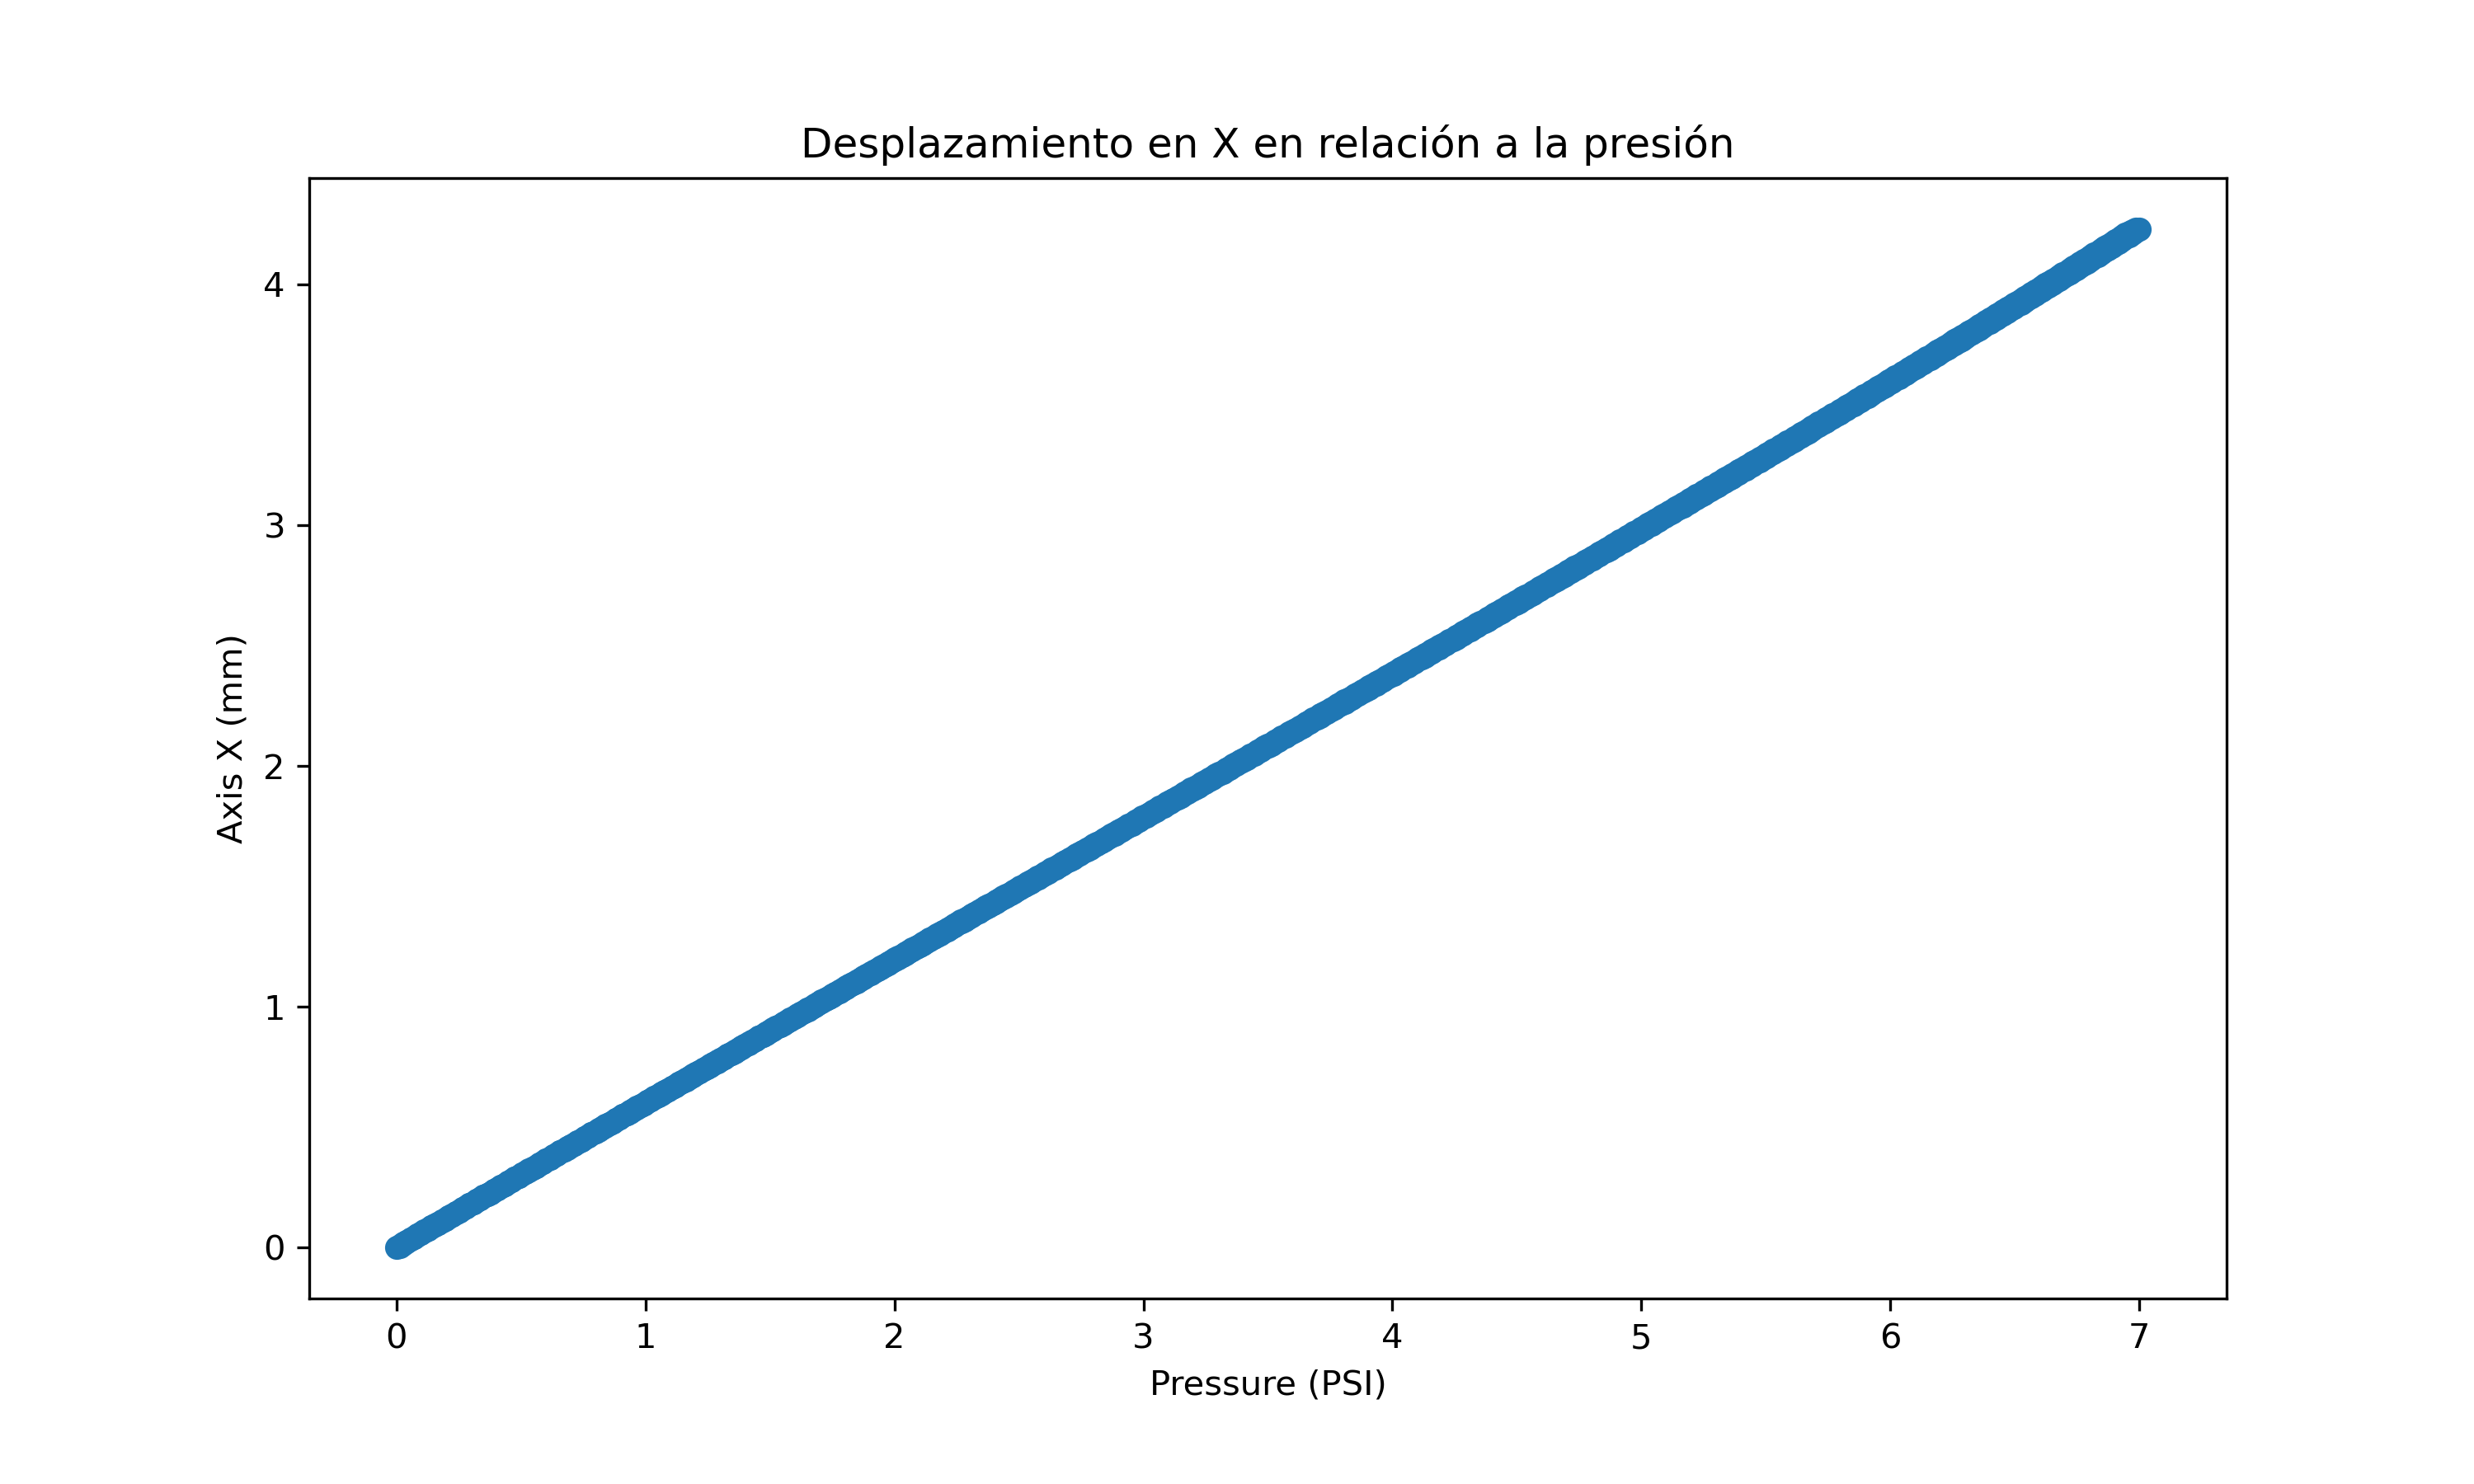 Desplazamiento en X en relación a la presión
4
3
2
1
0
Axis X (mm)
0 1 2 3 4 5 6 7
Pressure (PSI)